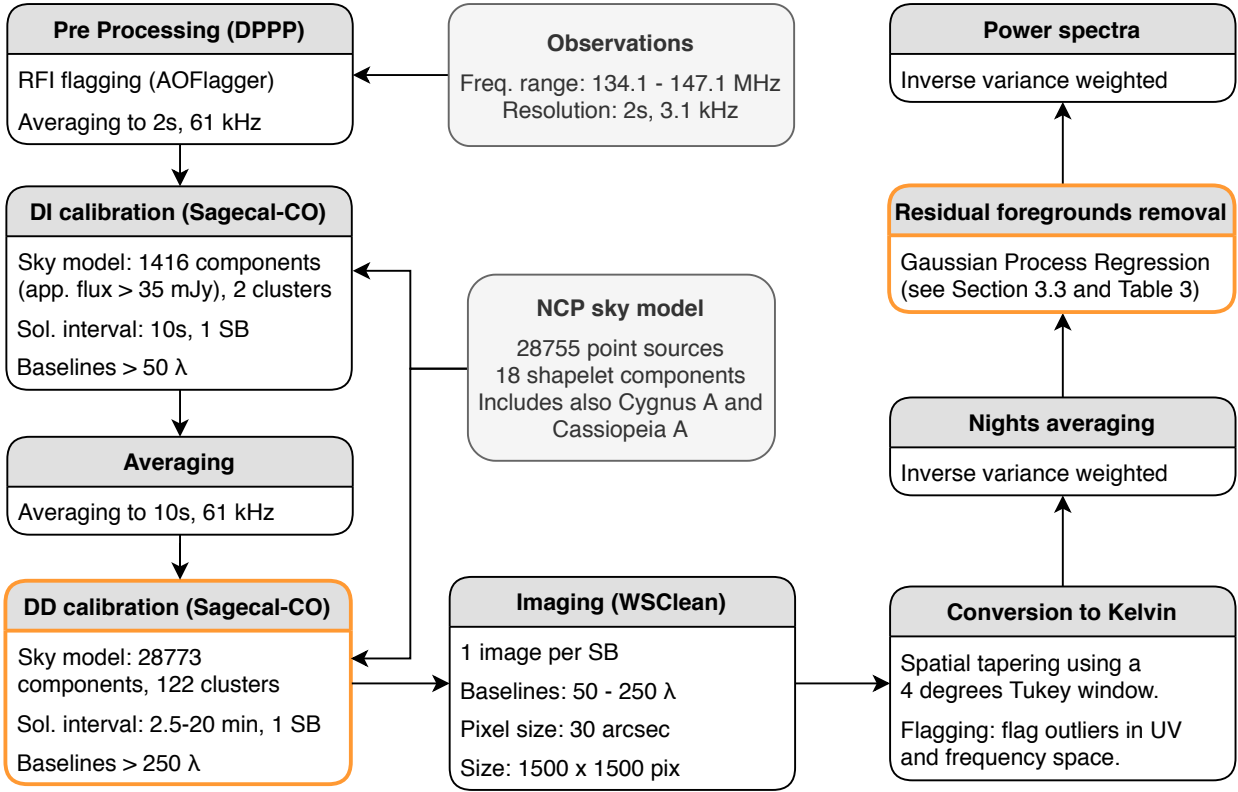 Pre Processing (DPPP)
RFI flagging (AOFlagger)
Averaging to 2s, 61 kHz
Observations
Freq. range: 134.1 - 147.1 MHz
Resolution: 2s, 3.1 kHz
DI calibration (Sagecal-CO)
Sky model: 1416 components
(app. flux > 35 mJy), 2 clusters
Sol. interval: 10s, 1 SB
Baselines > 50 λ
NCP sky model
28755 point sources
18 shapelet components
Includes also Cygnus A and
Cassiopeia A
Averaging
Averaging to 10s, 61 kHz
DD calibration (Sagecal-CO)
Sky model: 28773
components, 122 clusters
Sol. interval: 2.5-20 min, 1 SB
Baselines > 250 λ
Imaging (WSClean)
1 image per SB
Baselines: 50 - 250 λ
Pixel size: 30 arcsec
Size: 1500 x 1500 pix
Conversion to Kelvin
Spatial tapering using a
4 degrees Tukey window.
Flagging: flag outliers in UV
and frequency space.
Nights averaging
Inverse variance weighted
Residual foregrounds removal
Gaussian Process Regression
(see Section 3.3 and Table 3)
Power spectra
Inverse variance weighted